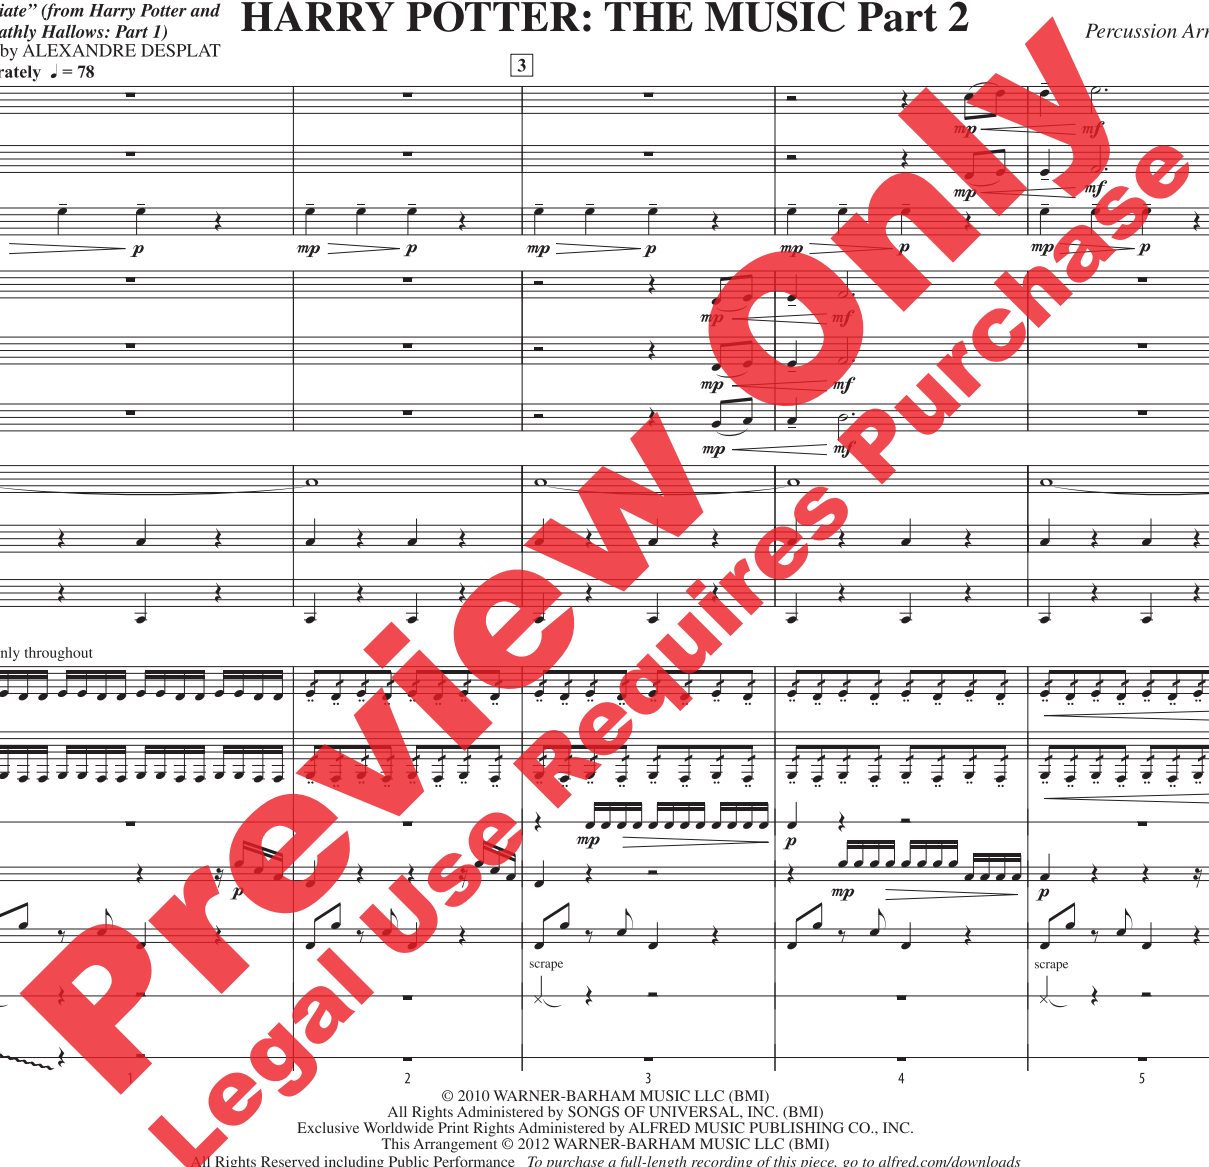 iate” (from Harry Potter and
athly Hallows: Part 1)
by ALEXANDRE DESPLAT
rately ♩ = 78
HARRY POTTER: THE MUSIC Part 2
Percussion Arr
3
mp mf
mp mf
p mp p mp p mp p mp p
mp mf
mp mf
mp mf
nly throughout
mp p
p mp p
scrape scrape
1 2 3 4 5
Preview Only
Legal Use Requires Purchase
© 2010 WARNER-BARHAM MUSIC LLC (BMI)
All Rights Administered by SONGS OF UNIVERSAL, INC. (BMI)
Exclusive Worldwide Print Rights Administered by ALFRED MUSIC PUBLISHING CO., INC.
This Arrangement © 2012 WARNER-BARHAM MUSIC LLC (BMI)
All Rights Reserved including Public Performance To purchase a full-length recording of this piece, go to alfred.com/downloads